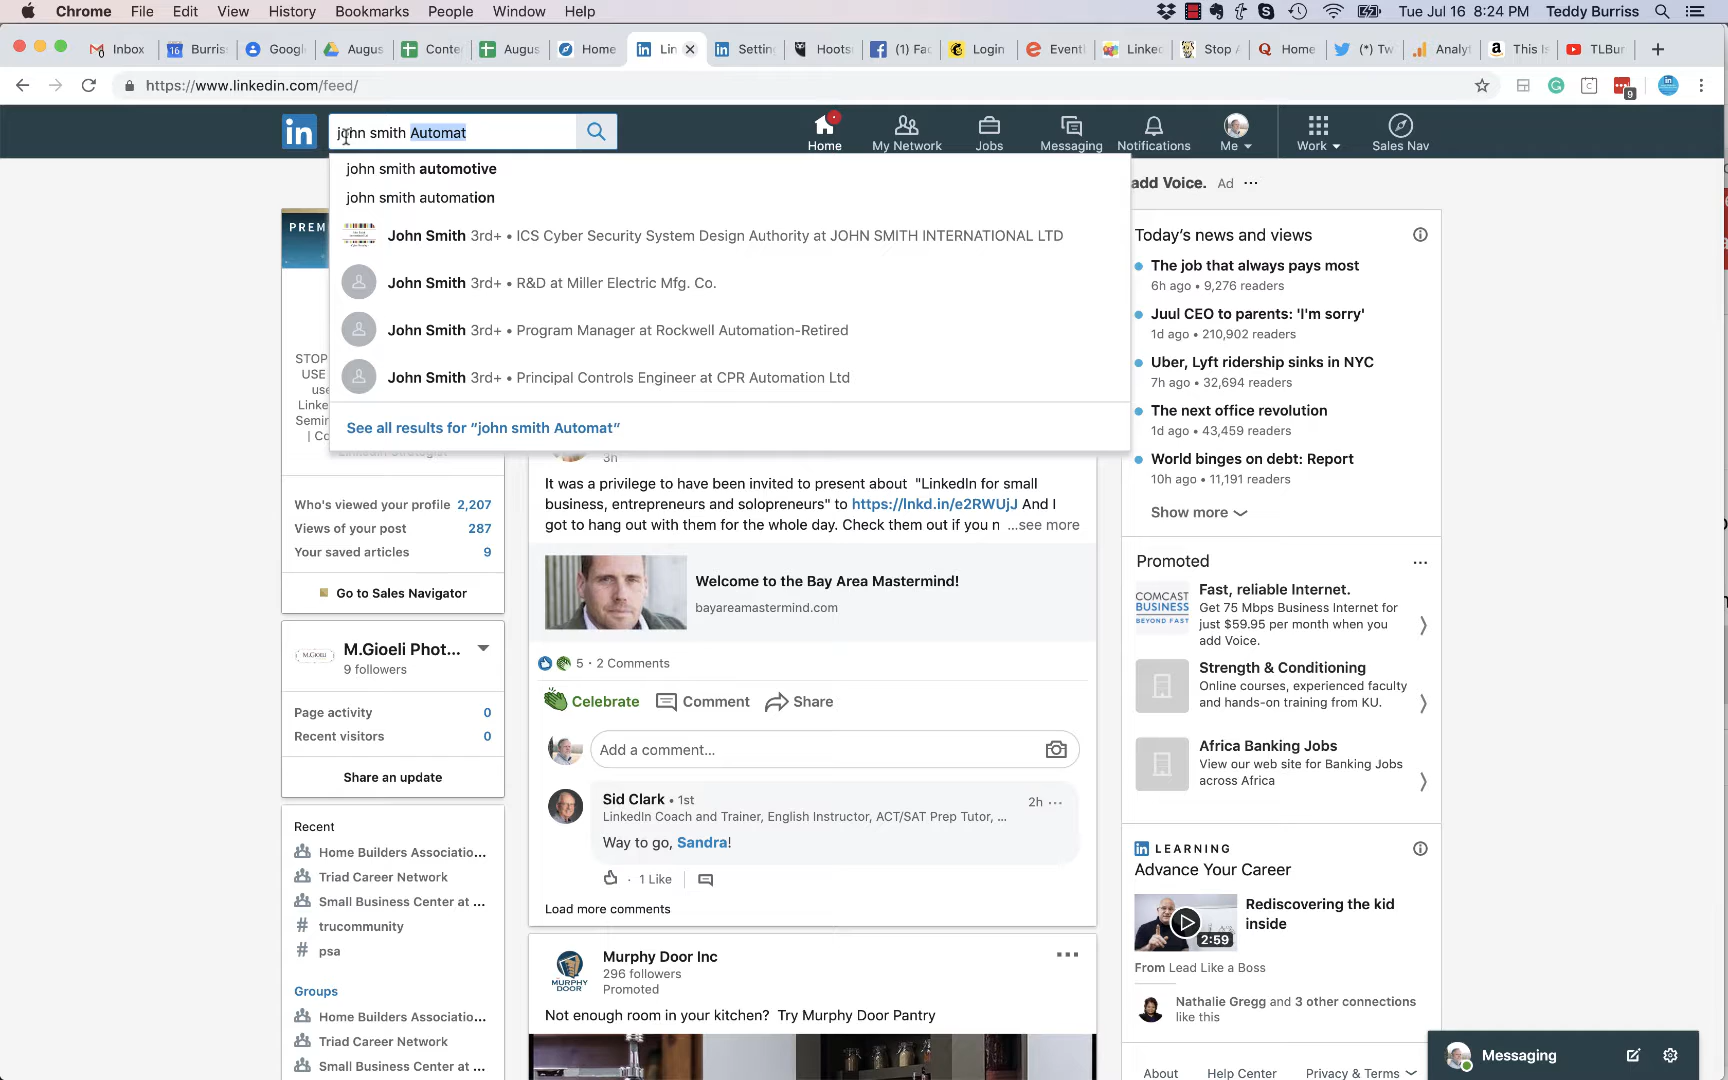 Chrome File Edit View History Bookmarks People Window Help
Tue Jul 16 8:24 PM Teddy Burriss
Inbox
16 Burris
Googl
Augus
Conte
Augus
Home
Lin
Settin
Hoots
(1) Fac
Login
Event
Linked
Stop A
Home
(*) Tw
Analyt
This Is
TLBur
https://www.linkedin.com/feed/
9
in
john smith Automat
Home
My Network
Jobs
Messaging
Notifications
Me
Work
Sales Nav
john smith automotive
john smith automation
John Smith 3rd+ • ICS Cyber Security System Design Authority at JOHN SMITH INTERNATIONAL LTD
John Smith 3rd+ • R&D at Miller Electric Mfg. Co.
John Smith 3rd+ • Program Manager at Rockwell Automation-Retired
John Smith 3rd+ • Principal Controls Engineer at CPR Automation Ltd
See all results for “john smith Automat”
add Voice. Ad ···
PREM
STOP
USE
use
Linke
Semin
| Co
LinkedIn Strategist
Who's viewed your profile 2,207
Views of your post 287
Your saved articles 9
Go to Sales Navigator
M.GIOELI
M.Gioeli Phot...
9 followers
Page activity 0
Recent visitors 0
Share an update
Recent
Home Builders Associatio...
Triad Career Network
Small Business Center at ...
# trucommunity
# psa
Groups
Home Builders Associatio...
Triad Career Network
Small Business Center at ...
3h
It was a privilege to have been invited to present about "LinkedIn for small
business, entrepreneurs and solopreneurs" to https://lnkd.in/e2RWUjJ And I
got to hang out with them for the whole day. Check them out if you n ...see more
Welcome to the Bay Area Mastermind!
bayareamastermind.com
5 · 2 Comments
Celebrate
Comment
Share
Add a comment...
Sid Clark • 1st
2h ···
LinkedIn Coach and Trainer, English Instructor, ACT/SAT Prep Tutor, ...
Way to go, Sandra!
· 1 Like
Load more comments
MURPHY
DOOR
Murphy Door Inc
296 followers
Promoted
Not enough room in your kitchen? Try Murphy Door Pantry
Today's news and views
The job that always pays most
6h ago • 9,276 readers
Juul CEO to parents: 'I'm sorry'
1d ago • 210,902 readers
Uber, Lyft ridership sinks in NYC
7h ago • 32,694 readers
The next office revolution
1d ago • 43,459 readers
World binges on debt: Report
10h ago • 11,191 readers
Show more
Promoted
COMCAST
BUSINESS
BEYOND FAST
Fast, reliable Internet.
Get 75 Mbps Business Internet for
just $59.95 per month when you
add Voice.
Strength & Conditioning
Online courses, experienced faculty
and hands-on training from KU.
Africa Banking Jobs
View our web site for Banking Jobs
across Africa
in LEARNING
Advance Your Career
2:59
Rediscovering the kid
inside
From Lead Like a Boss
Nathalie Gregg and 3 other connections
like this
About Help Center Privacy & Terms
Messaging